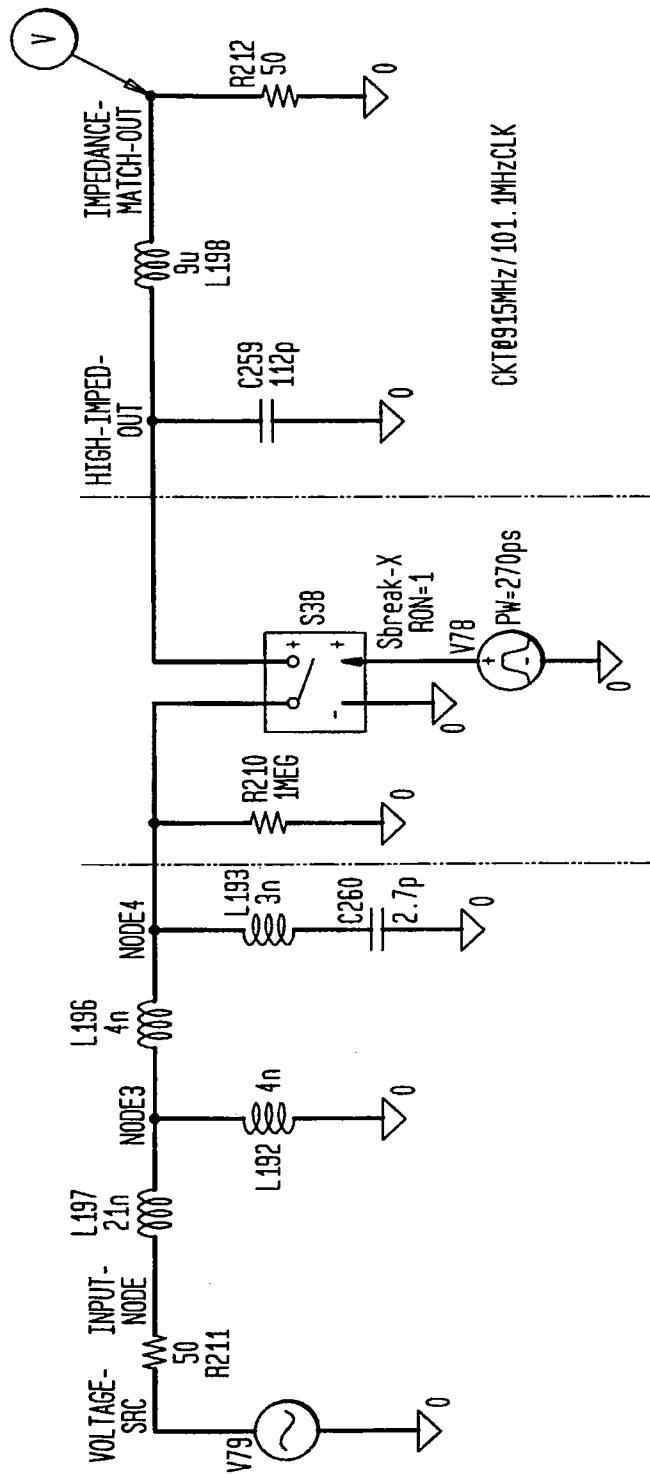 VOLTAGE-
SRC
V79
0
50
R211
INPUT-
NODE
L197
21n
NODE3
L192
4n
0
L196
4n
NODE4
L193
3n
C260
2.7p
0
R210
1MEG
0
S38
+
+
-
0
Sbreak-X
RON=1
V78
+
-
PW=270ps
0
HIGH-IMPED-
OUT
C259
112p
0
9u
L198
IMPEDANCE-
MATCH-OUT
V
R212
50
0
CKT@915MHz/101.1MHzCLK